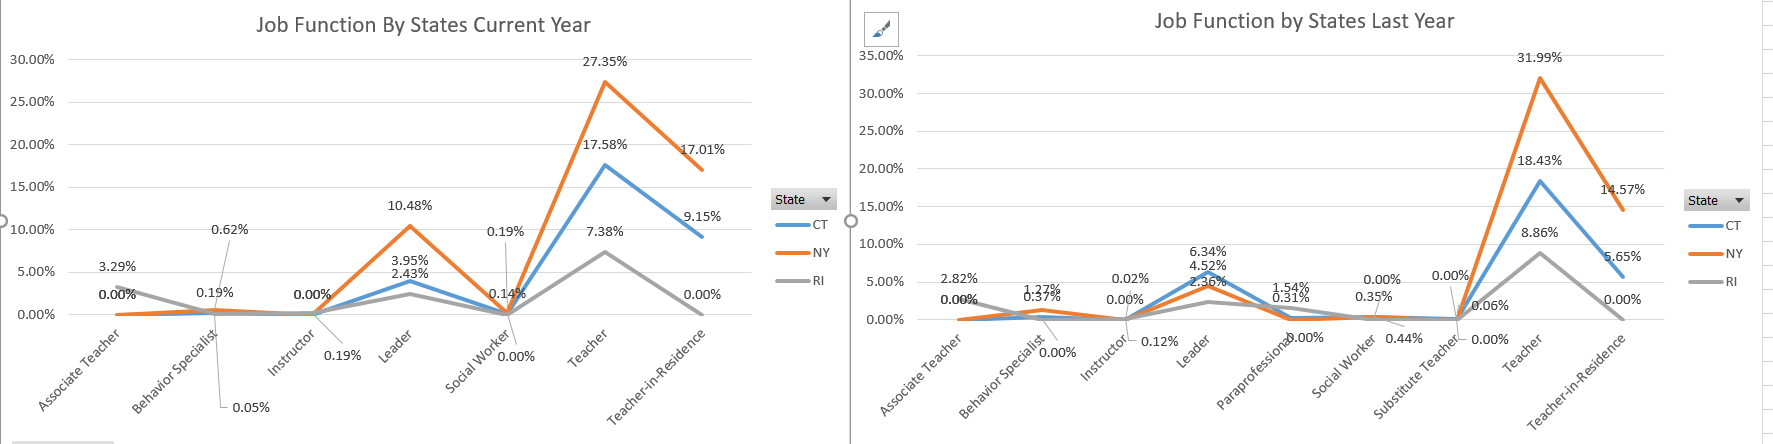 Job Function By States Current Year
30.00%
25.00%
20.00%
15.00%
10.00%
5.00%
0.00%
27.35%
17.58%
17.01%
10.48%
9.15%
7.38%
3.95%
2.43%
0.62%
0.19%
3.29%
0.00%
0.19%
0.00%
0.14%
0.00%
0.19%
0.00%
0.05%
Associate Teacher
Behavior Specialist
Instructor
Leader
Social Worker
Teacher
Teacher-in-Residence
State
CT
NY
RI
Job Function by States Last Year
35.00%
30.00%
25.00%
20.00%
15.00%
10.00%
5.00%
0.00%
31.99%
18.43%
14.57%
8.86%
6.34%
4.52%
2.36%
5.65%
2.82%
0.00%
1.27%
0.37%
0.02%
0.00%
1.54%
0.31%
0.00%
0.35%
0.00%
0.06%
0.00%
0.00%
0.12%
0.00%
0.44%
0.00%
Associate Teacher
Behavior Specialist
Instructor
Leader
Paraprofessional
Social Worker
Substitute Teacher
Teacher
Teacher-in-Residence
State
CT
NY
RI